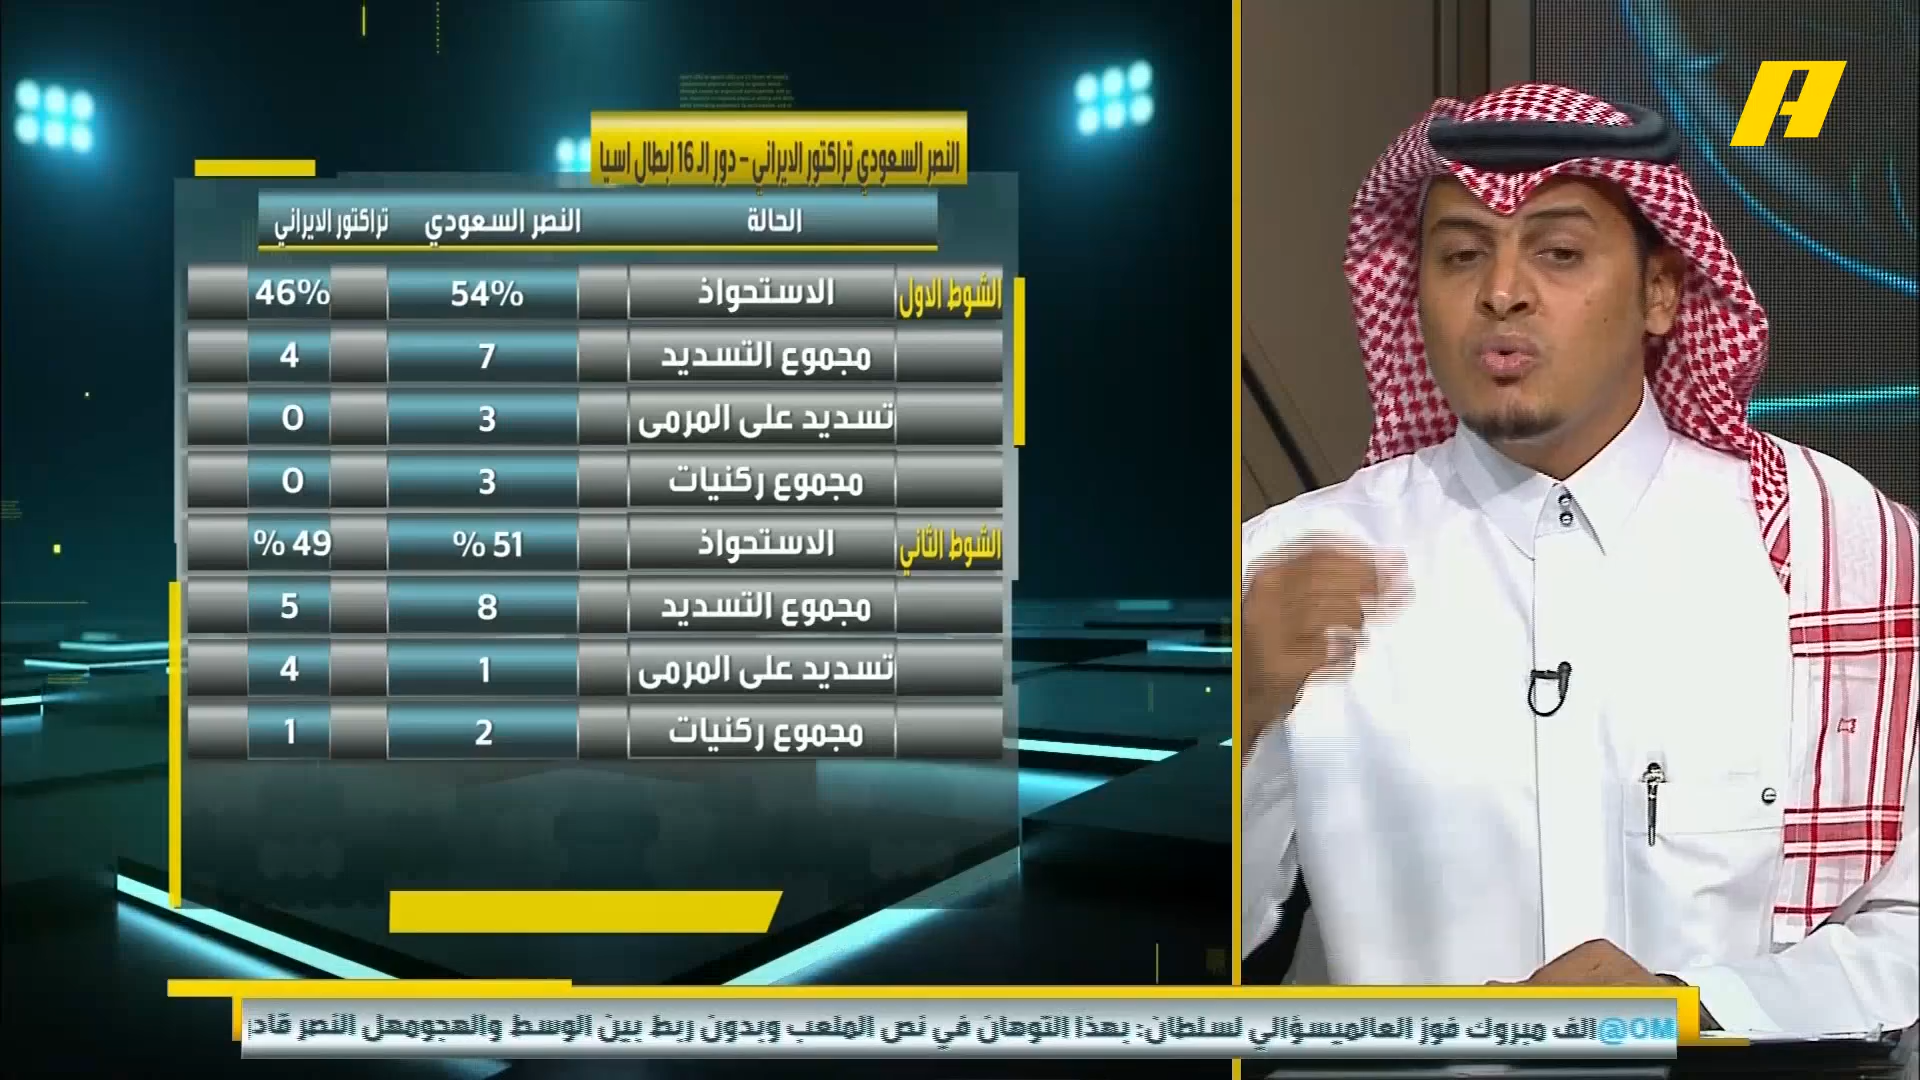 النصر السعودي تراكتور الايراني - دور الـ 16 ابطال اسيا
الحالة النصر السعودي تراكتور الايراني
الشوط الاول الاستحواذ 54% 46%
مجموع التسديد 7 4
تسديد على المرمى 3 0
مجموع ركنيات 3 0
الشوط الثاني الاستحواذ 51 % 49 %
مجموع التسديد 8 5
تسديد على المرمى 1 4
مجموع ركنيات 2 1
@OM الف مبروك فوز العالميسؤالي لسلطان: بهذا التوهان في نص الملعب وبدون ربط بين الوسط والهجومهل النصر قادر